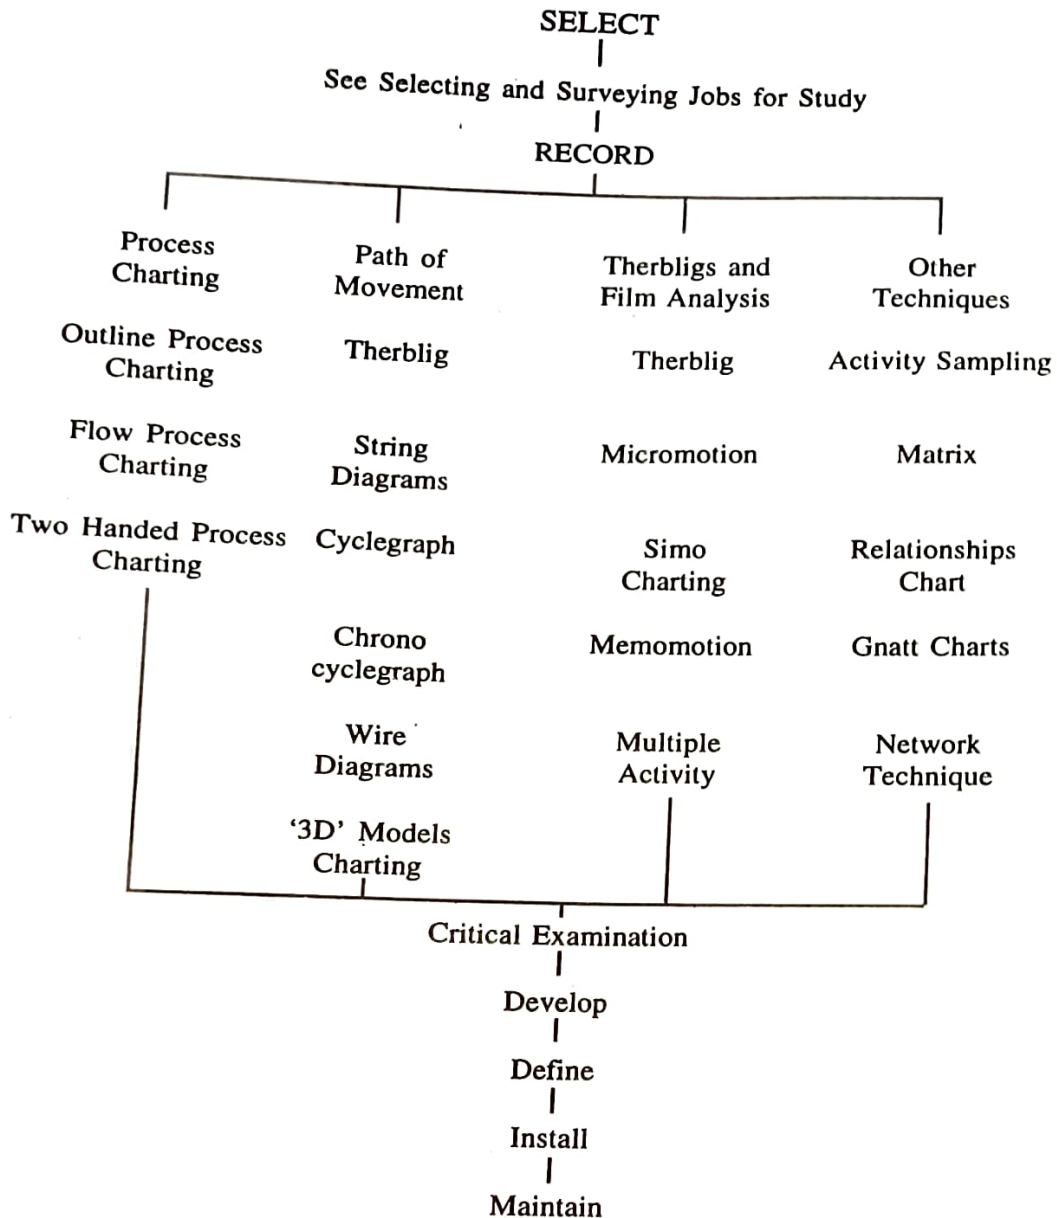 SELECT
See Selecting and Surveying Jobs for Study
RECORD
Process
Charting
Outline Process
Charting
Flow Process
Charting
Two Handed Process
Charting
Path of
Movement
Therblig
String
Diagrams
Cyclegraph
Chrono
cyclegraph
Wire
Diagrams
‘3D’ Models
Charting
Therbligs and
Film Analysis
Therblig
Micromotion
Simo
Charting
Memomotion
Multiple
Activity
Other
Techniques
Activity Sampling
Matrix
Relationships
Chart
Gnatt Charts
Network
Technique
Critical Examination
Develop
Define
Install
Maintain